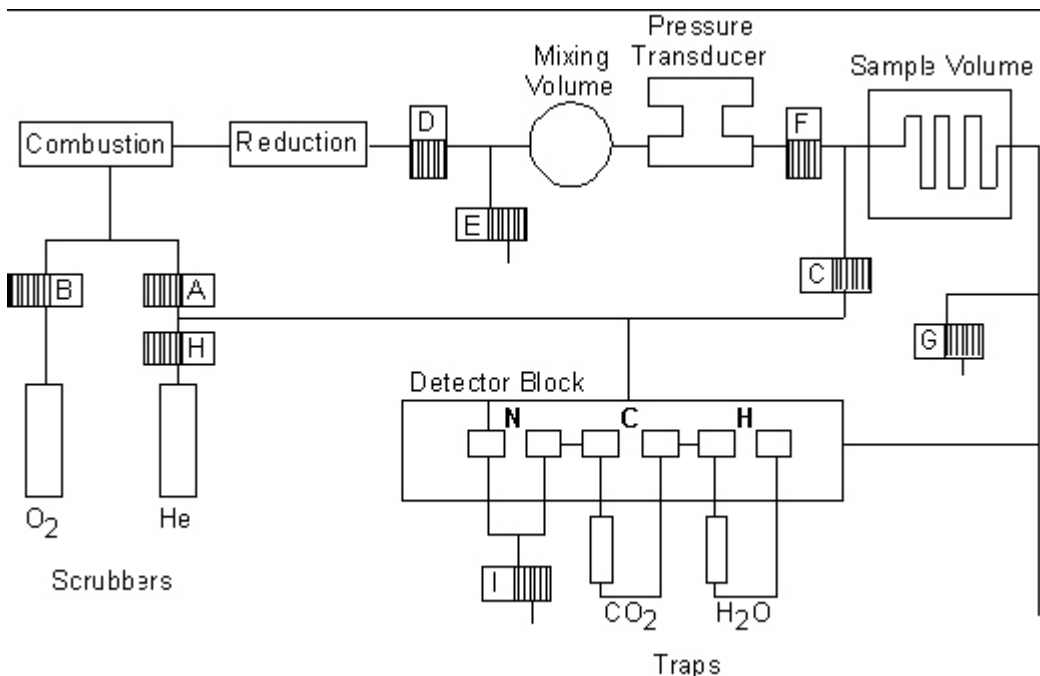 Pressure
Transducer
Mixing
Volume
Sample Volume
Combustion
Reduction
D
F
E
C
B
A
H
G
Detector Block
N C H
I
O2
He
CO2
H2O
Scrubbers
Traps